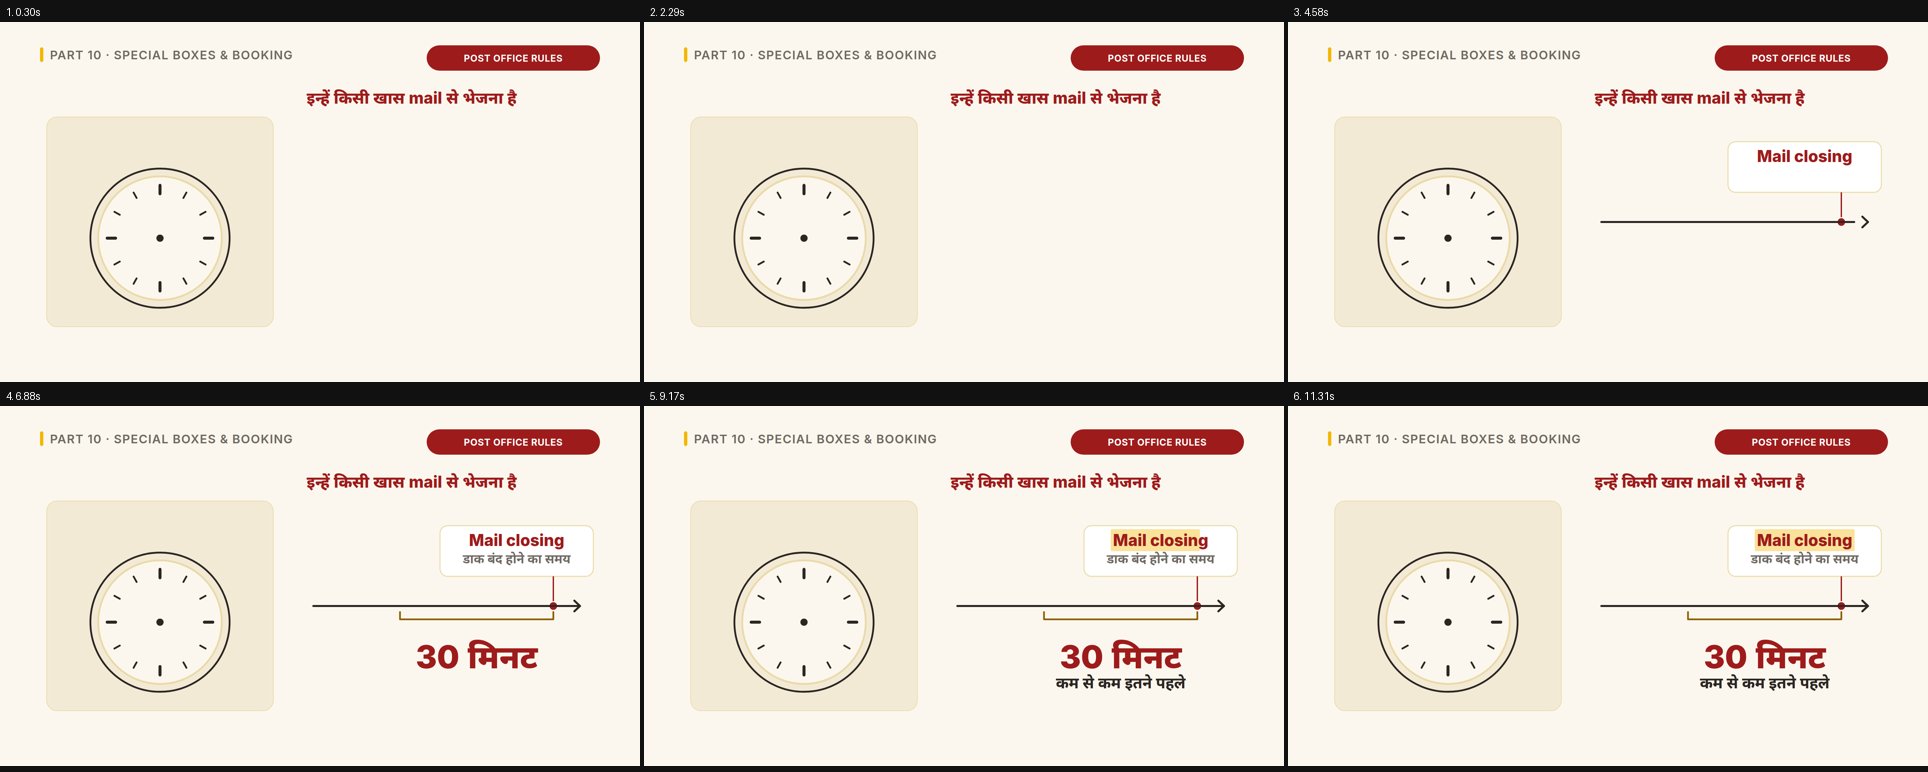 1. 0.30s
PART 10 · SPECIAL BOXES & BOOKING
POST OFFICE RULES
इन्हें किसी खास mail से भेजना है
2. 2.29s
PART 10 · SPECIAL BOXES & BOOKING
POST OFFICE RULES
इन्हें किसी खास mail से भेजना है
3. 4.58s
PART 10 · SPECIAL BOXES & BOOKING
POST OFFICE RULES
इन्हें किसी खास mail से भेजना है
Mail closing
4. 6.88s
PART 10 · SPECIAL BOXES & BOOKING
POST OFFICE RULES
इन्हें किसी खास mail से भेजना है
Mail closing
डाक बंद होने का समय
30 मिनट
5. 9.17s
PART 10 · SPECIAL BOXES & BOOKING
POST OFFICE RULES
इन्हें किसी खास mail से भेजना है
Mail closing
डाक बंद होने का समय
30 मिनट
कम से कम इतने पहले
6. 11.31s
PART 10 · SPECIAL BOXES & BOOKING
POST OFFICE RULES
इन्हें किसी खास mail से भेजना है
Mail closing
डाक बंद होने का समय
30 मिनट
कम से कम इतने पहले